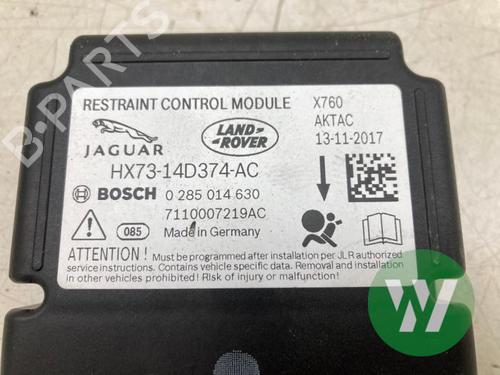 RESTRAINT CONTROL MODULE X760
AKTAC
13-11-2017
JAGUAR
LAND-
ROVER
HX73-14D374-AC
BOSCH 0 285 014 630
7110007219AC
085 Made in Germany
ATTENTION ! Must be programmed after installation per JLR authorized
service instructions. Contains vehicle specific data. Removal and installation
in other vehicles prohibited! Risk of injury or malfunction!
B-Parts
W